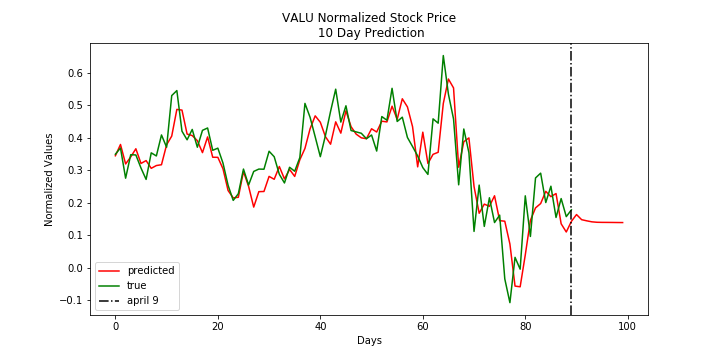 VALU Normalized Stock Price
10 Day Prediction
Normalized Values
0.6
0.5
0.4
0.3
0.2
0.1
0.0
−0.1
predicted
true
april 9
0
20
40
60
80
100
Days